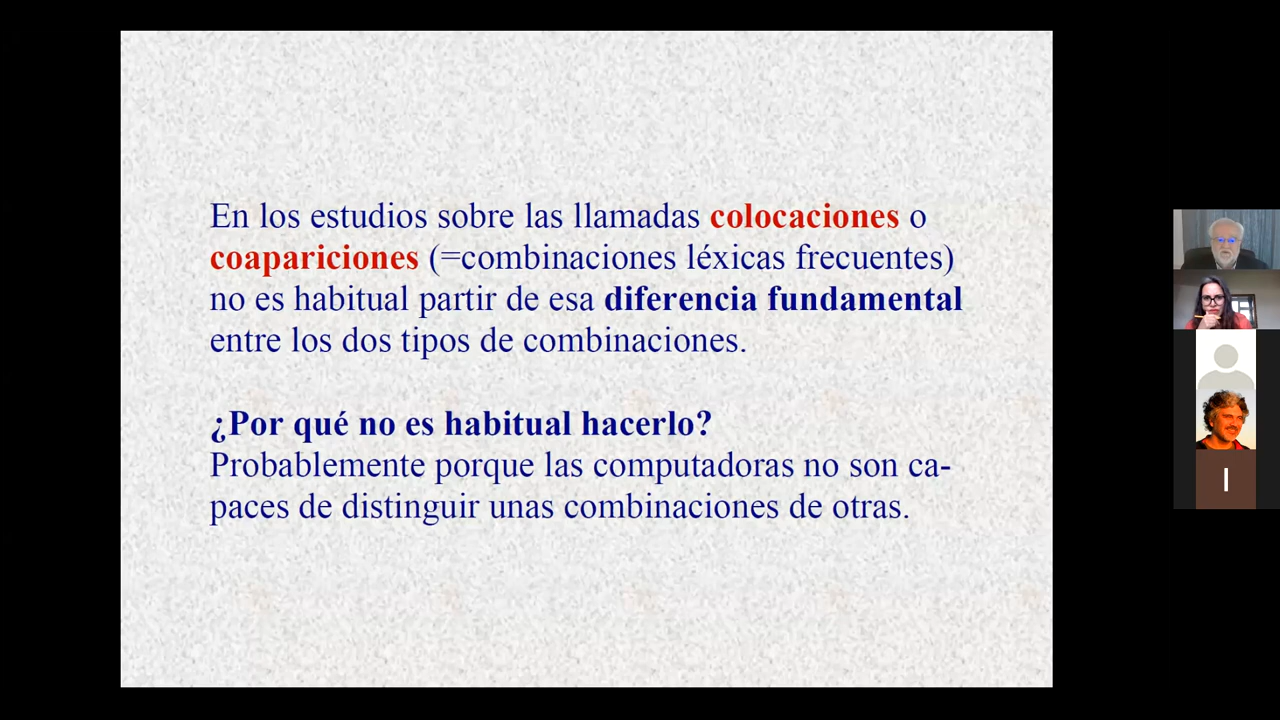 En los estudios sobre las llamadas colocaciones o
coapariciones (=combinaciones léxicas frecuentes)
no es habitual partir de esa diferencia fundamental
entre los dos tipos de combinaciones.
¿Por qué no es habitual hacerlo?
Probablemente porque las computadoras no son ca-
paces de distinguir unas combinaciones de otras.
I